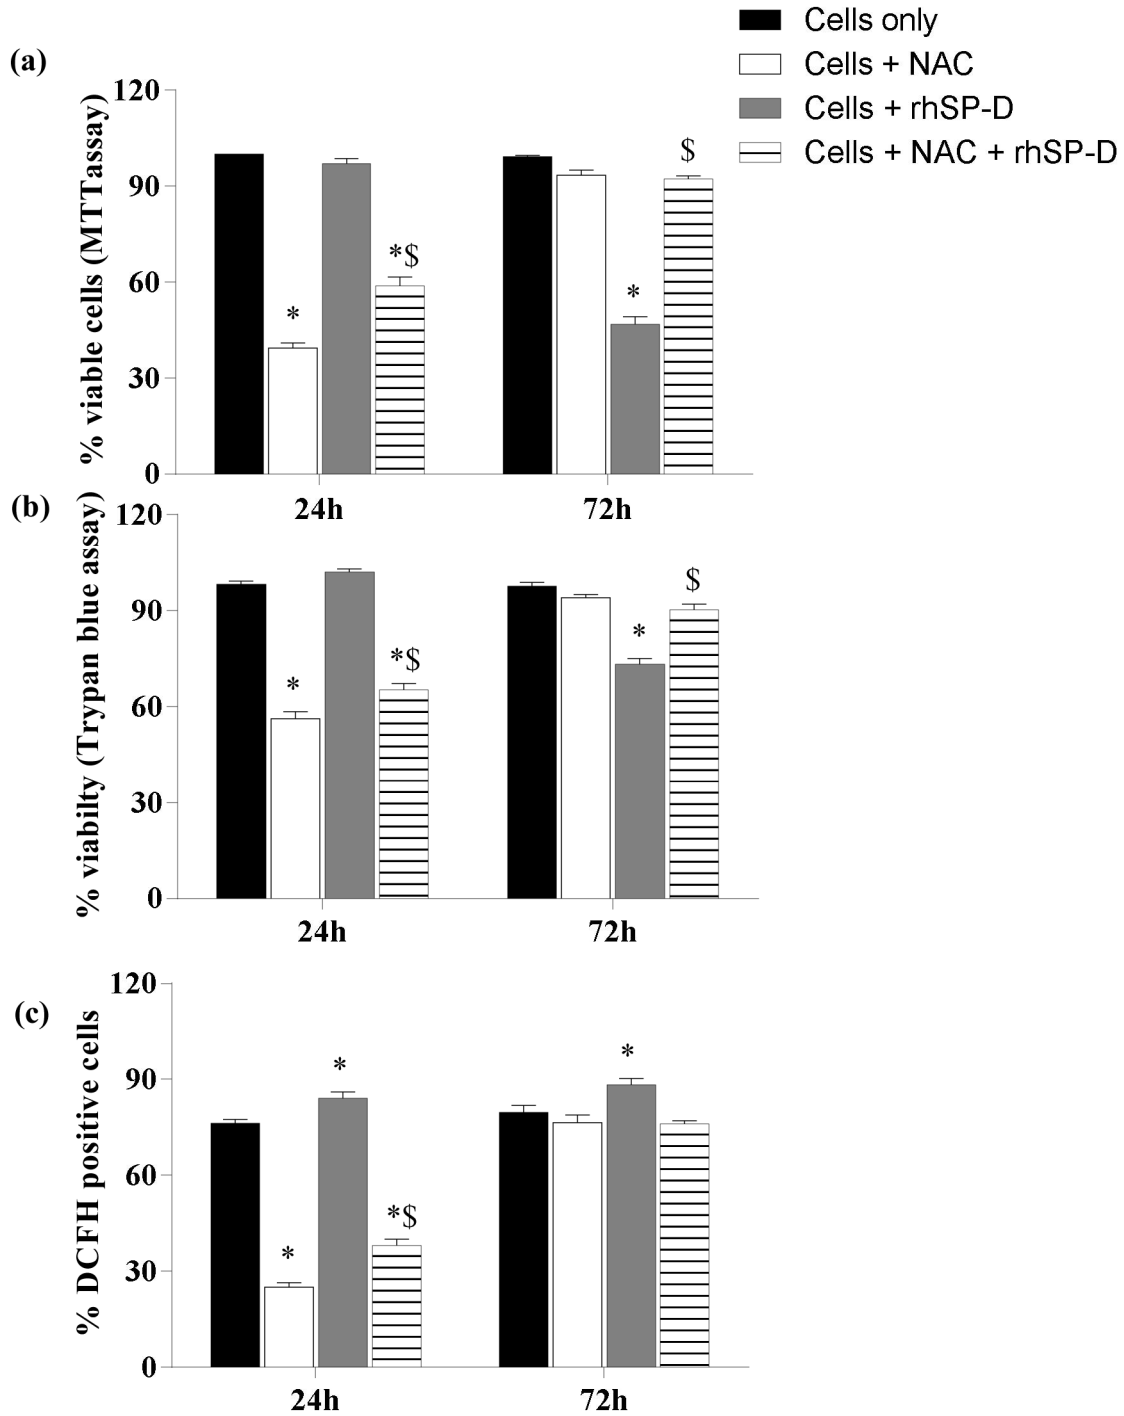 Cells only
Cells + NAC
Cells + rhSP-D
Cells + NAC + rhSP-D
(a)
% viable cells (MTTassay)
120
90
60
30
0
*
*$
*
$
24h
72h
(b)
% viabilty (Trypan blue assay)
120
90
60
30
0
*
*$
*
$
24h
72h
(c)
% DCFH positive cells
120
90
60
30
0
*
*
*$
*
24h
72h